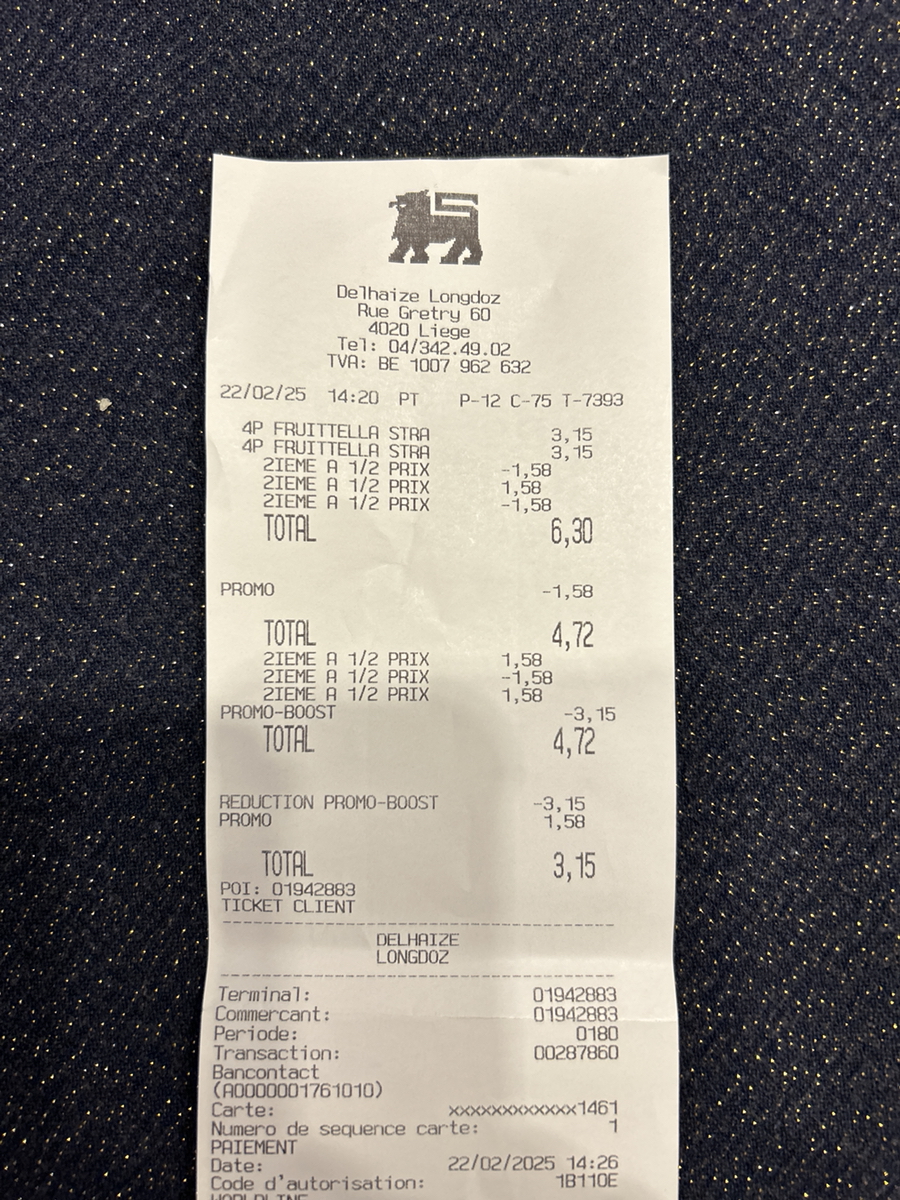 Delhaize Longdoz
Rue Gretry 60
4020 Liege
Tel: 04/342.49.02
TVA: BE 1007 962 632
22/02/25 14:20 PT P-12 C-75 T-7393
4P FRUITTELLA STRA 3,15
4P FRUITTELLA STRA 3,15
2IEME A 1/2 PRIX -1,58
2IEME A 1/2 PRIX 1,58
2IEME A 1/2 PRIX -1,58
TOTAL 6,30
PROMO -1,58
TOTAL 4,72
2IEME A 1/2 PRIX 1,58
2IEME A 1/2 PRIX -1,58
2IEME A 1/2 PRIX 1,58
PROMO-BOOST -3,15
TOTAL 4,72
REDUCTION PROMO-BOOST -3,15
PROMO 1,58
TOTAL 3,15
POI: 01942883
TICKET CLIENT
DELHAIZE
LONGDOZ
Terminal: 01942883
Commercant: 01942883
Periode: 0180
Transaction: 00287860
Bancontact
(A0000001761010)
Carte: xxxxxxxxxxxxx1461
Numero de sequence carte: 1
PAIEMENT
Date: 22/02/2025 14:26
Code d'autorisation: 1B110E
WORLDLINE